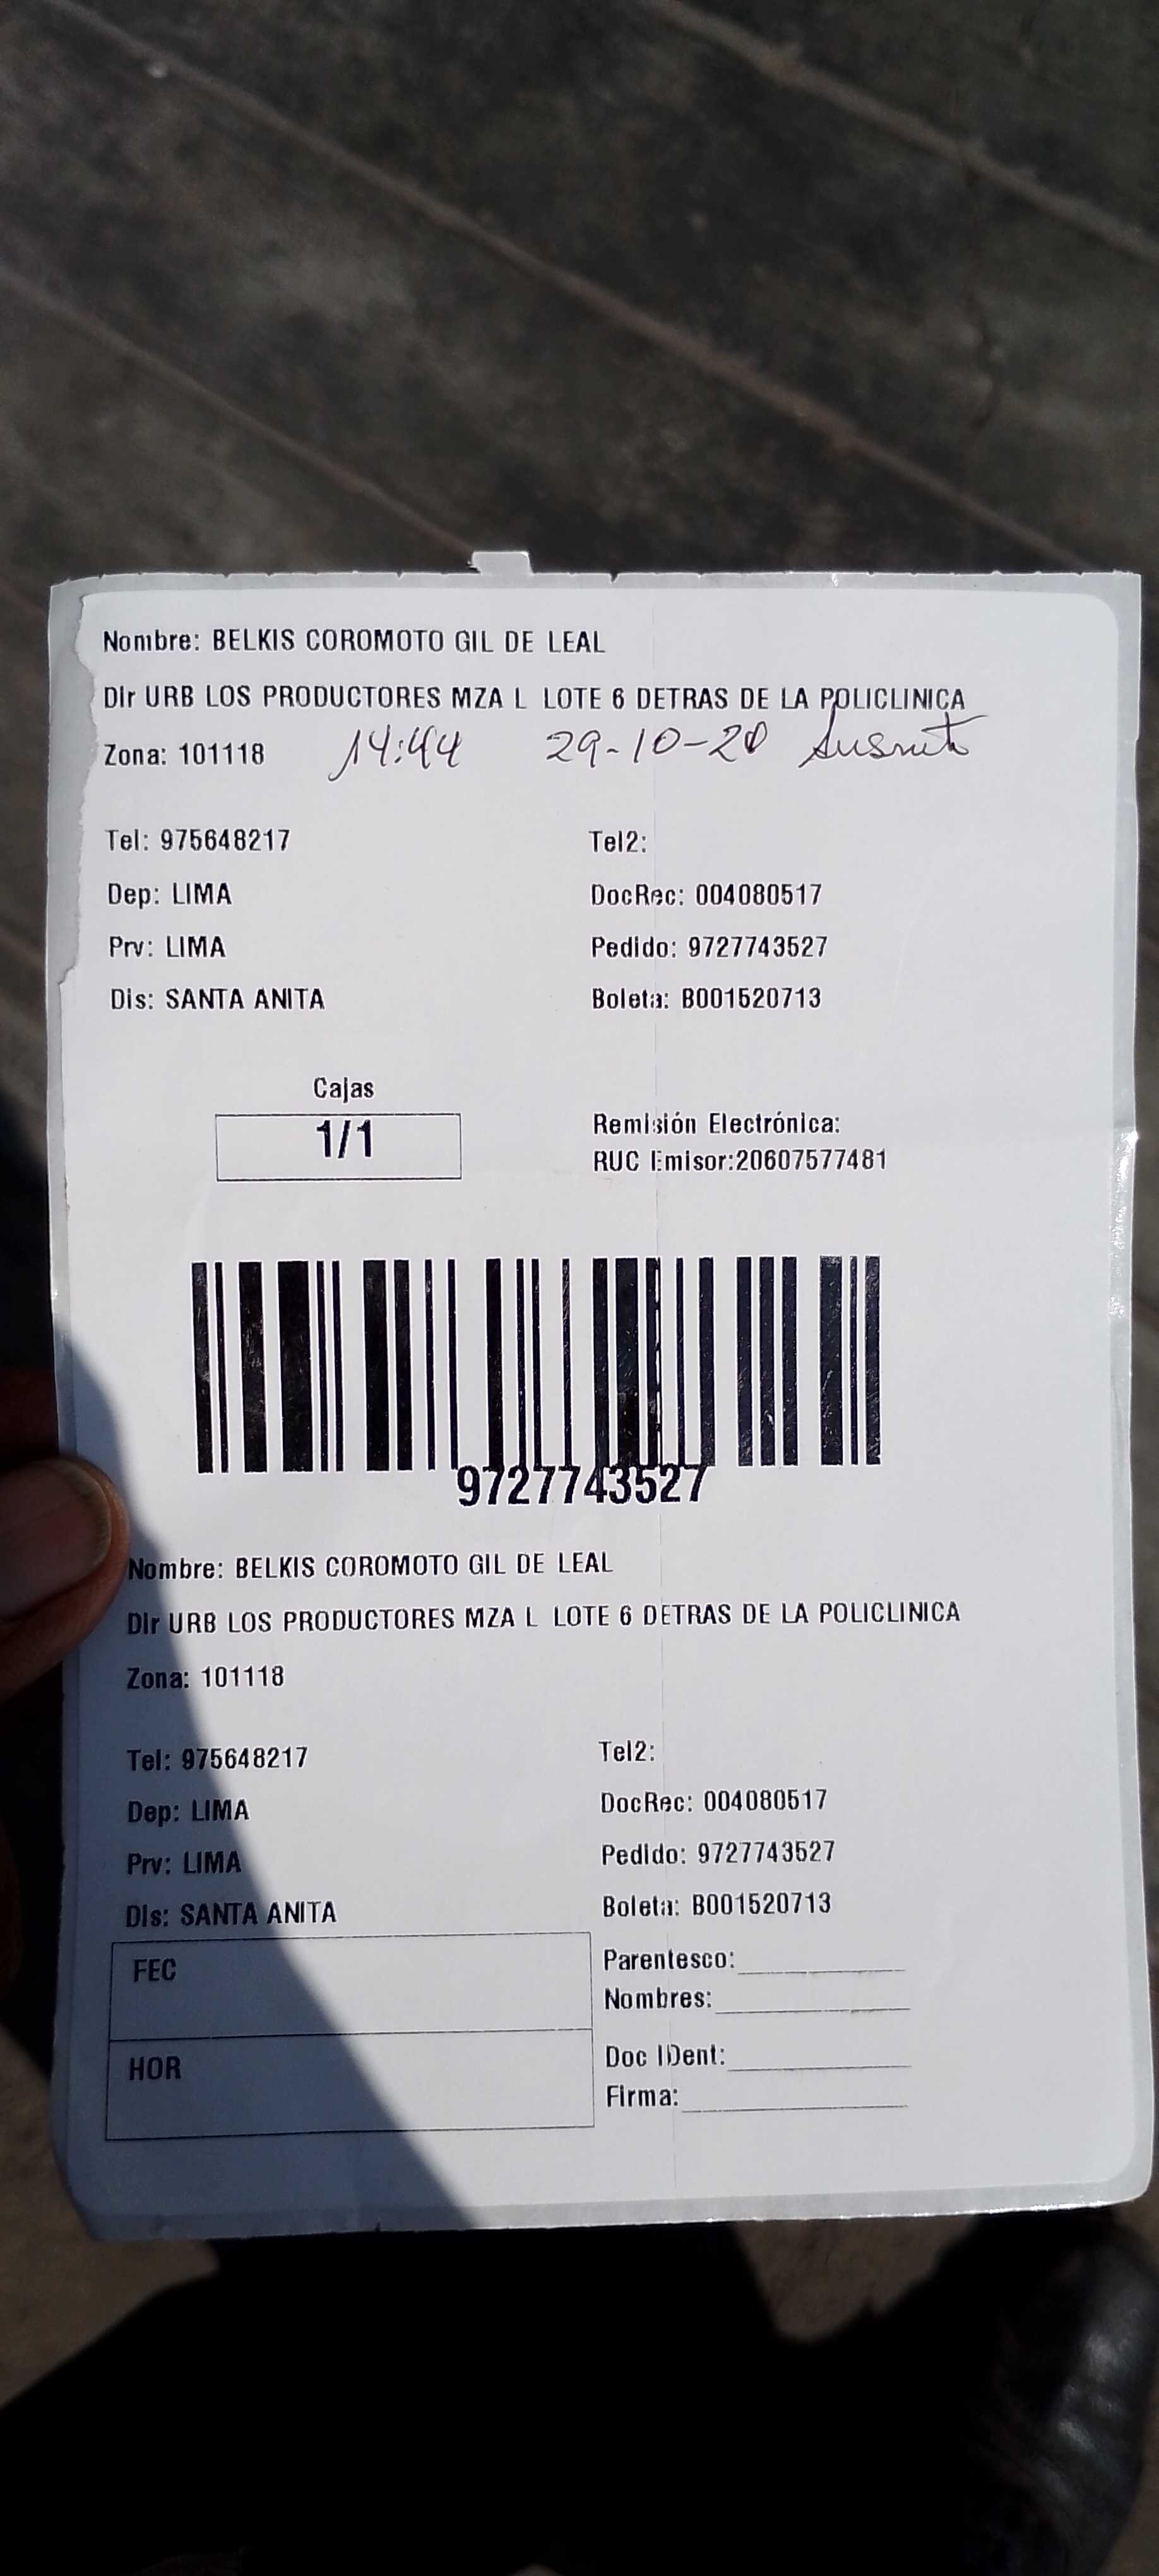 Nombre: BELKIS COROMOTO GIL DE LEAL
Dir URB LOS PRODUCTORES MZA L LOTE 6 DETRAS DE LA POLICLINICA
Zona: 101118 14:44 29-10-20 Ausente
Tel: 975648217 Tel2:
Dep: LIMA DocRec: 004080517
Prv: LIMA Pedido: 9727743527
Dis: SANTA ANITA Boleta: B001520713
Cajas
1/1
Remisión Electrónica:
RUC Emisor:20607577481
9727743527
Nombre: BELKIS COROMOTO GIL DE LEAL
Dir URB LOS PRODUCTORES MZA L LOTE 6 DETRAS DE LA POLICLINICA
Zona: 101118
Tel: 975648217 Tel2:
Dep: LIMA DocRec: 004080517
Prv: LIMA Pedido: 9727743527
Dis: SANTA ANITA Boleta: B001520713
FEC
Parentesco:
Nombres:
HOR
Doc IDent:
Firma: